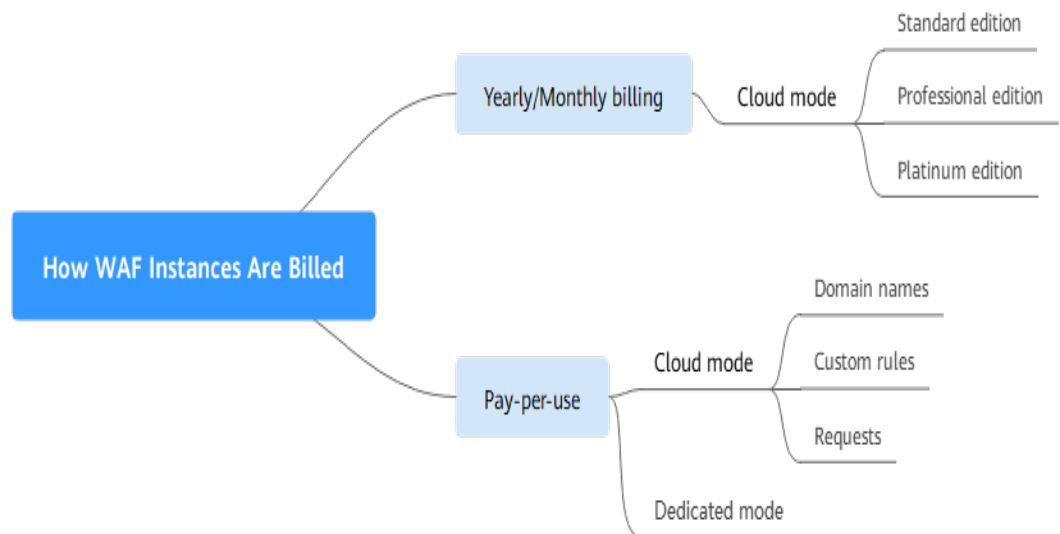 How WAF Instances Are Billed
Yearly/Monthly billing
Cloud mode
Standard edition
Professional edition
Platinum edition
Pay-per-use
Cloud mode
Domain names
Custom rules
Requests
Dedicated mode